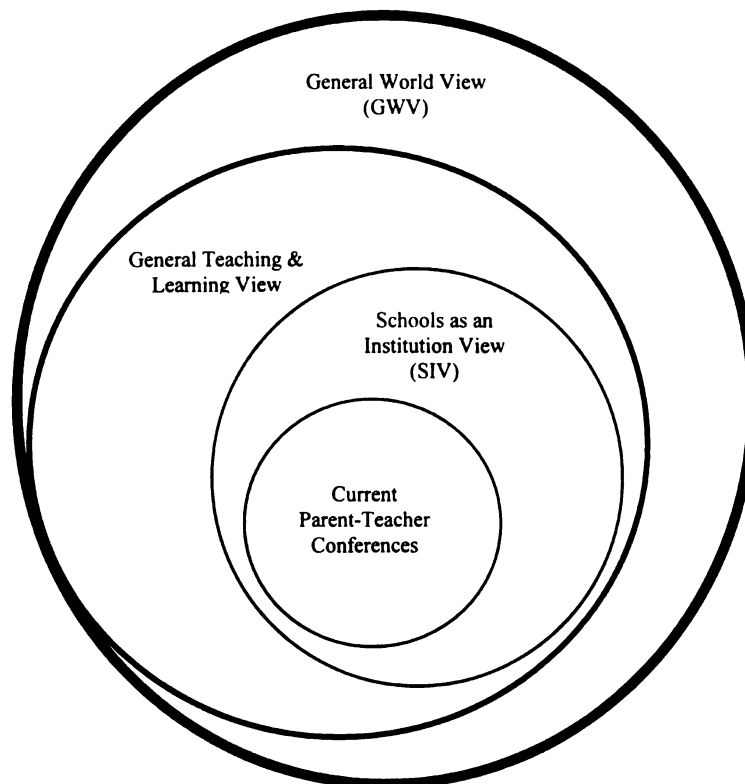 General World View
(GWV)
General Teaching &
Learning View
Schools as an
Institution View
(SIV)
Current
Parent-Teacher
Conferences